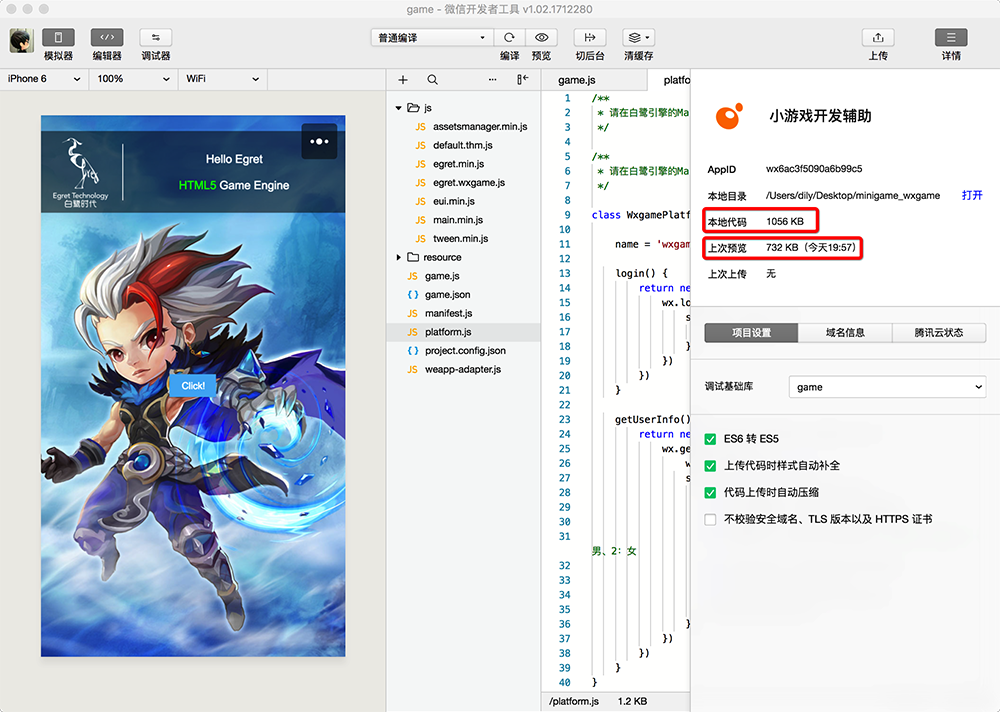 game - 微信开发者工具 v1.02.1712280
模拟器 编辑器 调试器
普通编译
编译 预览 切后台 清缓存
上传 详情
iPhone 6 100% WiFi
Hello Egret
HTML5 Game Engine
Egret Technology
白鹭时代
Click!
js
JS assetsmanager.min.js
JS default.thm.js
JS egret.min.js
JS egret.wxgame.js
JS eui.min.js
JS main.min.js
JS tween.min.js
resource
JS game.js
{ } game.json
JS manifest.js
JS platform.js
{ } project.config.json
JS weapp-adapter.js
game.js platfo
1 /**
2 * 请在白鹭引擎的Ma
3 */
4
5 /**
6 * 请在白鹭引擎的Ma
7 */
8
9 class WxgamePlatf
10
11 name = 'wxgam
12
13 login() {
14 return ne
15 wx.lo
16 s
17
18 }
19 })
20 })
21 }
22
23 getUserInfo()
24 return ne
25 wx.ge
26 w
27 s
28
29
30
31
男、2：女
32
33
34
35
36 }
37 })
38 })
39 }
40 }
/platform.js 1.2 KB
小游戏开发辅助
AppID wx6ac3f5090a6b99c5
本地目录 /Users/dily/Desktop/minigame_wxgame 打开
本地代码 1056 KB
上次预览 732 KB（今天19:57）
上次上传 无
项目设置 域名信息 腾讯云状态
调试基础库 game
ES6 转 ES5
上传代码时样式自动补全
代码上传时自动压缩
不校验安全域名、TLS 版本以及 HTTPS 证书